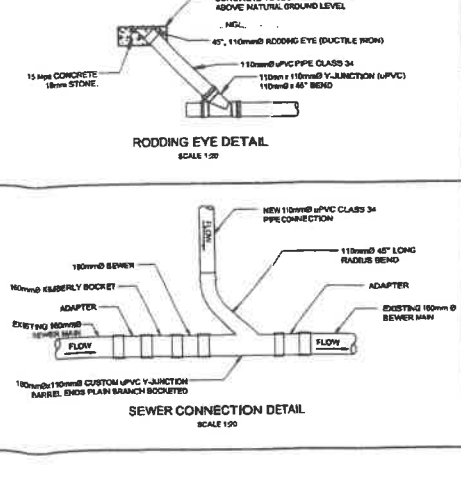 ABOVE NATURAL GROUND LEVEL
NGL.
45°, 110mmØ RODDING EYE (DUCTILE IRON)
110mmØ uPVC PIPE CLASS 34
15 Mpa CONCRETE
19mm STONE.
110mm x 110mmØ Y-JUNCTION (uPVC)
110mmØ x 45° BEND
RODDING EYE DETAIL
SCALE 1:20
NEW 110mmØ uPVC CLASS 34
PIPE CONNECTION
FLOW
110mmØ 45° LONG
RADIUS BEND
160mmØ SEWER
160mmØ KIMBERLY SOCKET
ADAPTER
ADAPTER
EXISTING 160mmØ
SEWER MAIN
EXISTING 160mm Ø
SEWER MAIN
FLOW
FLOW
160mmØx110mmØ CUSTOM uPVC Y-JUNCTION
BARREL ENDS PLAIN BRANCH SOCKETED
SEWER CONNECTION DETAIL
SCALE 1:20